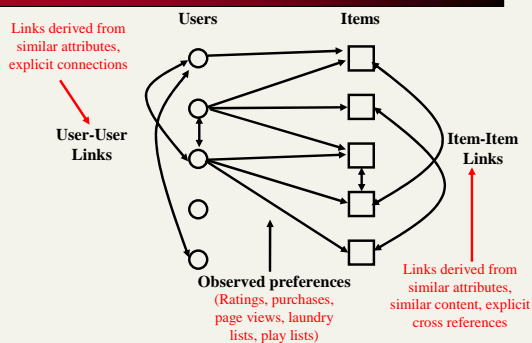 Users
Items
Links derived from
similar attributes,
explicit connections
User-User
Links
Item-Item
Links
Observed preferences
(Ratings, purchases,
page views, laundry
lists, play lists)
Links derived from
similar attributes,
similar content, explicit
cross references